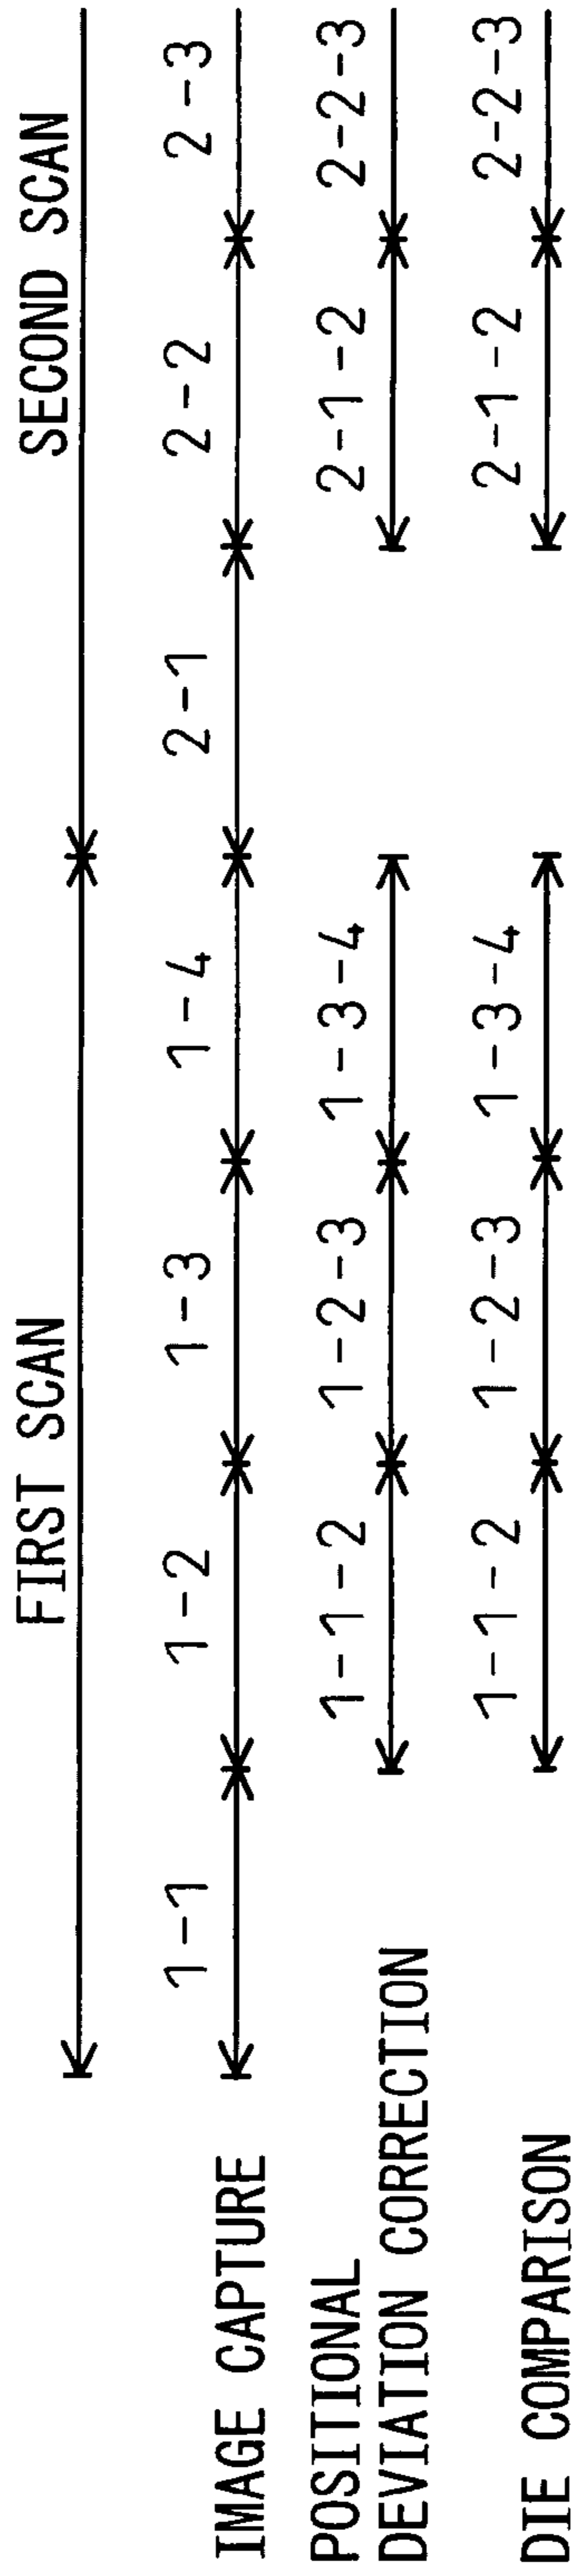 FIRST SCAN SECOND SCAN
IMAGE CAPTURE 1-1 1-2 1-3 1-4 2-1 2-2 2-3
POSITIONAL
DEVIATION CORRECTION 1-1-2 1-2-3 1-3-4 2-1-2 2-2-3
DIE COMPARISON 1-1-2 1-2-3 1-3-4 2-1-2 2-2-3